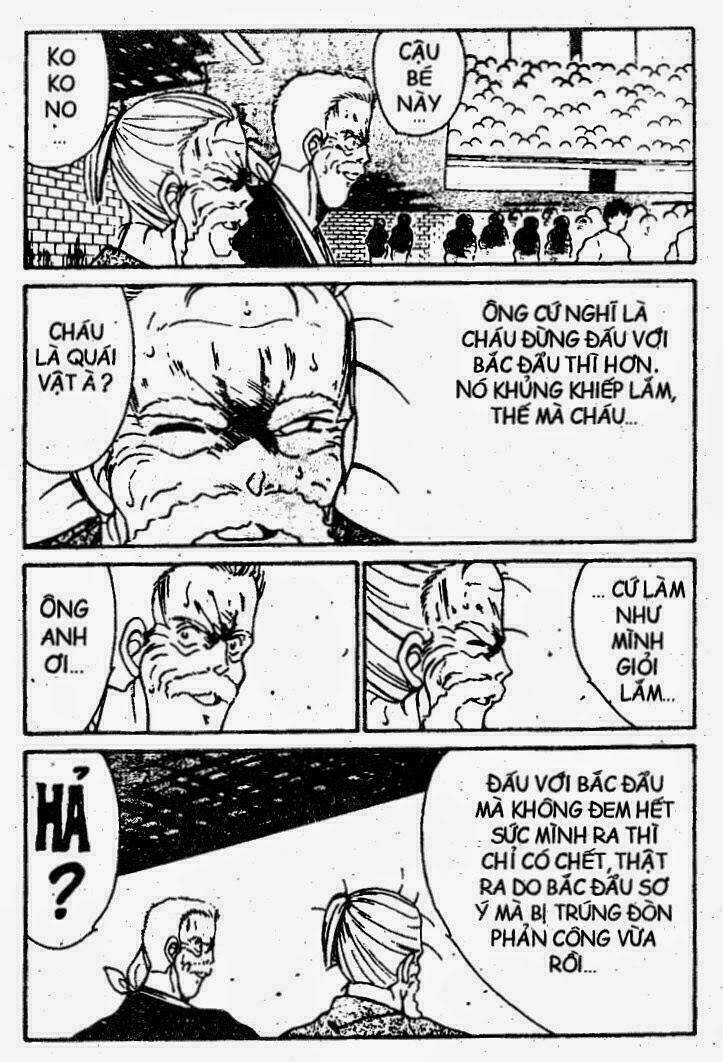 CẬU
BÉ
NÀY
...
KO
KO
NO
...
ÔNG CỨ NGHĨ LÀ
CHÁU ĐỪNG ĐẤU VỚI
BẮC ĐẨU THÌ HƠN.
NÓ KHỦNG KHIẾP LẮM,
THẾ MÀ CHÁU...
CHÁU
LÀ QUÁI
VẬT À?
... CỨ LÀM
NHƯ
MÌNH
GIỎI
LẮM...
ÔNG
ANH
ƠI...
ĐẤU VỚI BẮC ĐẨU
MÀ KHÔNG ĐEM HẾT
SỨC MÌNH RA THÌ
CHỈ CÓ CHẾT, THẬT
RA DO BẮC ĐẨU SƠ
Ý MÀ BỊ TRÚNG ĐÒN
PHẢN CÔNG VỪA
RỒI...
HẢ
?